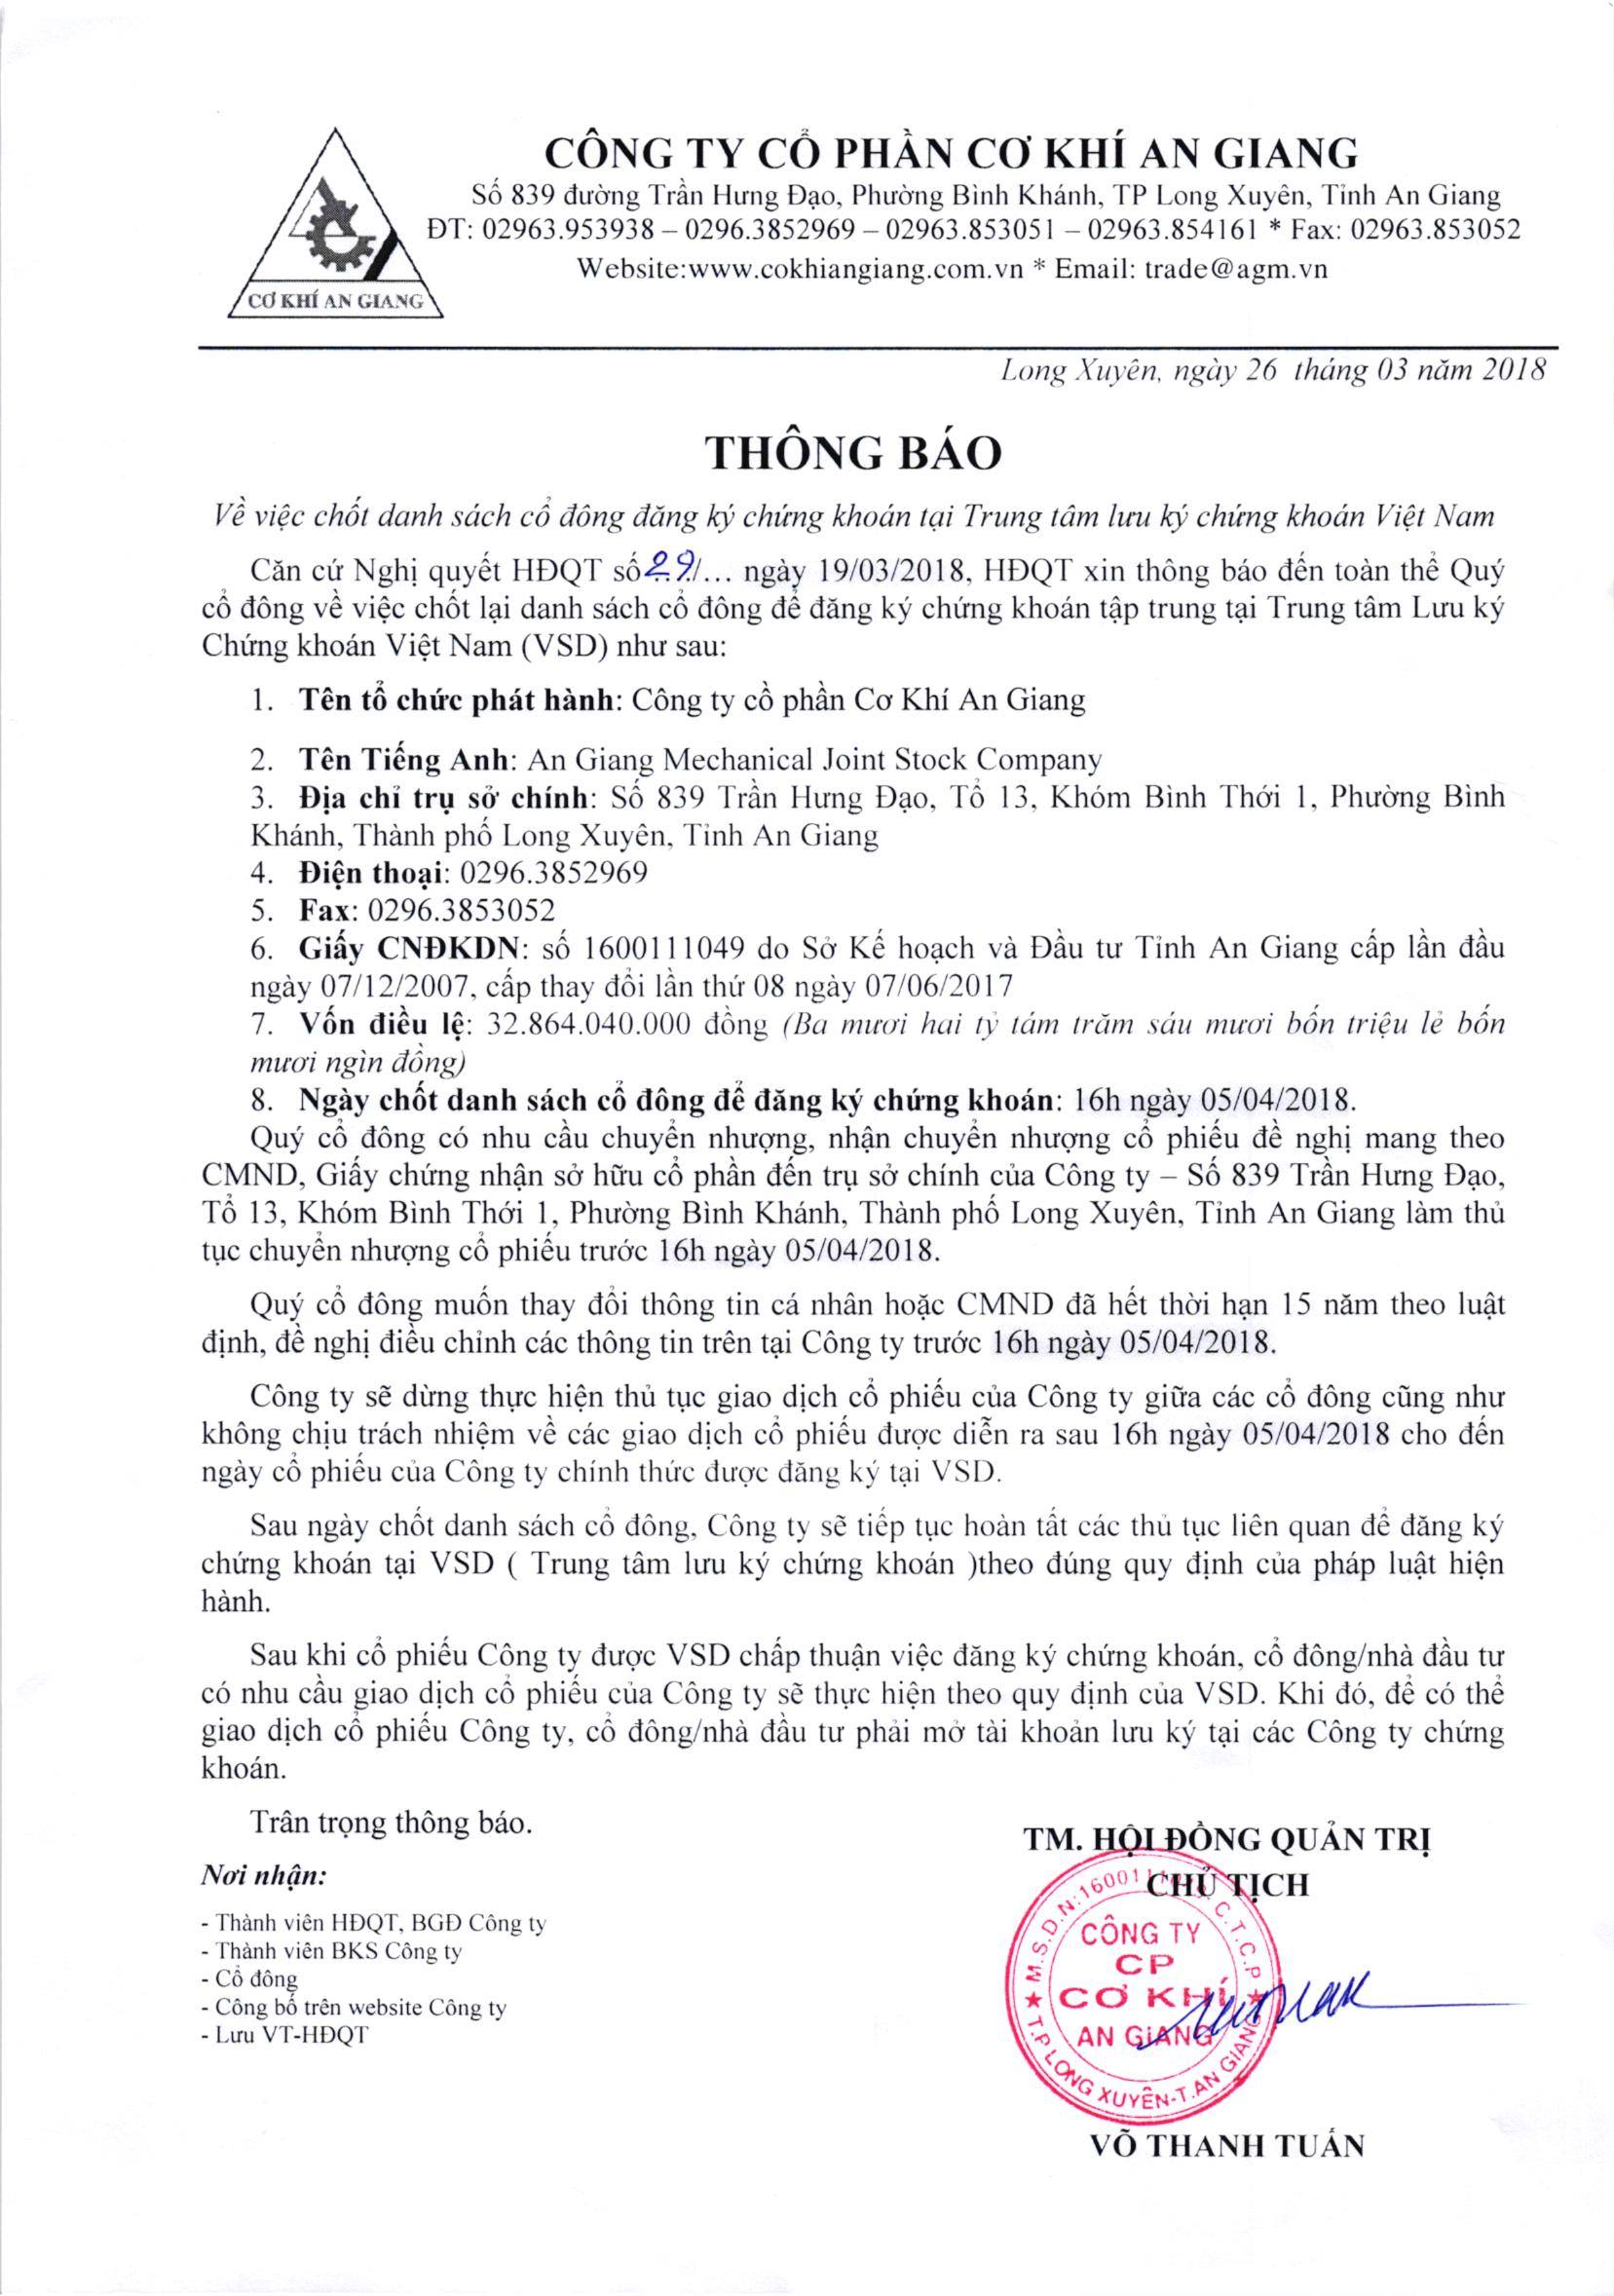 CÔNG TY CỔ PHẦN CƠ KHÍ AN GIANG
Số 839 đường Trần Hưng Đạo, Phường Bình Khánh, TP Long Xuyên, Tỉnh An Giang
ĐT: 02963.953938 – 0296.3852969 – 02963.853051 – 02963.854161 * Fax: 02963.853052
Website:www.cokhiangiang.com.vn * Email: trade@agm.vn
CƠ KHÍ AN GIANG
Long Xuyên, ngày 26 tháng 03 năm 2018
THÔNG BÁO
Về việc chốt danh sách cổ đông đăng ký chứng khoán tại Trung tâm lưu ký chứng khoán Việt Nam
Căn cứ Nghị quyết HĐQT số 29/... ngày 19/03/2018, HĐQT xin thông báo đến toàn thể Quý
cổ đông về việc chốt lại danh sách cổ đông để đăng ký chứng khoán tập trung tại Trung tâm Lưu ký
Chứng khoán Việt Nam (VSD) như sau:
1. Tên tổ chức phát hành: Công ty cổ phần Cơ Khí An Giang
2. Tên Tiếng Anh: An Giang Mechanical Joint Stock Company
3. Địa chỉ trụ sở chính: Số 839 Trần Hưng Đạo, Tổ 13, Khóm Bình Thới 1, Phường Bình
Khánh, Thành phố Long Xuyên, Tỉnh An Giang
4. Điện thoại: 0296.3852969
5. Fax: 0296.3853052
6. Giấy CNĐKDN: số 1600111049 do Sở Kế hoạch và Đầu tư Tỉnh An Giang cấp lần đầu
ngày 07/12/2007, cấp thay đổi lần thứ 08 ngày 07/06/2017
7. Vốn điều lệ: 32.864.040.000 đồng (Ba mươi hai tỷ tám trăm sáu mươi bốn triệu lẻ bốn
mươi ngìn đồng)
8. Ngày chốt danh sách cổ đông để đăng ký chứng khoán: 16h ngày 05/04/2018.
Quý cổ đông có nhu cầu chuyển nhượng, nhận chuyển nhượng cổ phiếu đề nghị mang theo
CMND, Giấy chứng nhận sở hữu cổ phần đến trụ sở chính của Công ty – Số 839 Trần Hưng Đạo,
Tổ 13, Khóm Bình Thới 1, Phường Bình Khánh, Thành phố Long Xuyên, Tỉnh An Giang làm thủ
tục chuyển nhượng cổ phiếu trước 16h ngày 05/04/2018.
Quý cổ đông muốn thay đổi thông tin cá nhân hoặc CMND đã hết thời hạn 15 năm theo luật
định, đề nghị điều chỉnh các thông tin trên tại Công ty trước 16h ngày 05/04/2018.
Công ty sẽ dừng thực hiện thủ tục giao dịch cổ phiếu của Công ty giữa các cổ đông cũng như
không chịu trách nhiệm về các giao dịch cổ phiếu được diễn ra sau 16h ngày 05/04/2018 cho đến
ngày cổ phiếu của Công ty chính thức được đăng ký tại VSD.
Sau ngày chốt danh sách cổ đông, Công ty sẽ tiếp tục hoàn tất các thủ tục liên quan để đăng ký
chứng khoán tại VSD ( Trung tâm lưu ký chứng khoán )theo đúng quy định của pháp luật hiện
hành.
Sau khi cổ phiếu Công ty được VSD chấp thuận việc đăng ký chứng khoán, cổ đông/nhà đầu tư
có nhu cầu giao dịch cổ phiếu của Công ty sẽ thực hiện theo quy định của VSD. Khi đó, để có thể
giao dịch cổ phiếu Công ty, cổ đông/nhà đầu tư phải mở tài khoản lưu ký tại các Công ty chứng
khoán.
Trân trọng thông báo.
TM. HỘI ĐỒNG QUẢN TRỊ
CHỦ TỊCH
Nơi nhận:
- Thành viên HĐQT, BGĐ Công ty
- Thành viên BKS Công ty
- Cổ đông
- Công bố trên website Công ty
- Lưu VT-HĐQT
C.T.C.P
CÔNG TY
CP
CƠ KHÍ
AN GIANG
T.P LONG XUYÊN-T.AN GIANG
VÕ THANH TUẤN